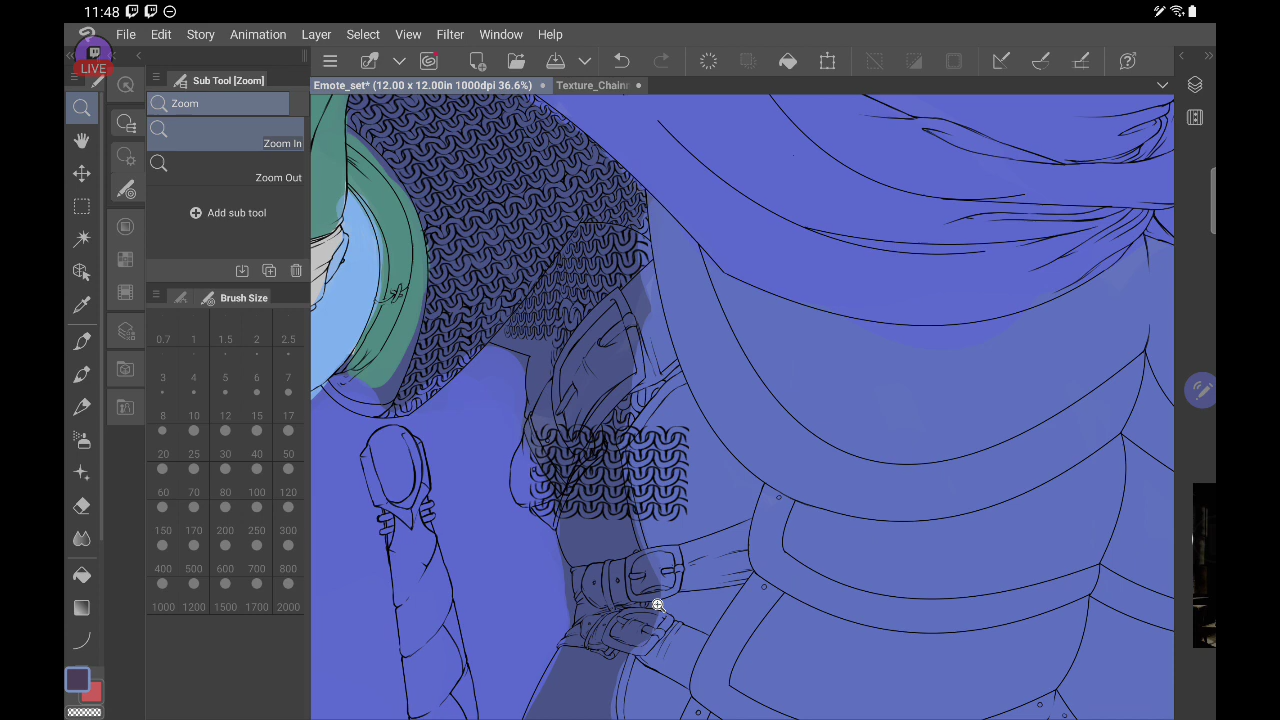 11:48
LIVE
File Edit Story Animation Layer Select View Filter Window Help
Sub Tool [Zoom]
Emote_set* (12.00 x 12.00in 1000dpi 36.6%)
Texture_Chain
Zoom
Zoom In
Zoom Out
Add sub tool
Brush Size
0.7 1 1.5 2 2.5
3 4 5 6 7
8 10 12 15 17
20 25 30 40 50
60 70 80 100 120
150 170 200 250 300
400 500 600 700 800
1000 1200 1500 1700 2000